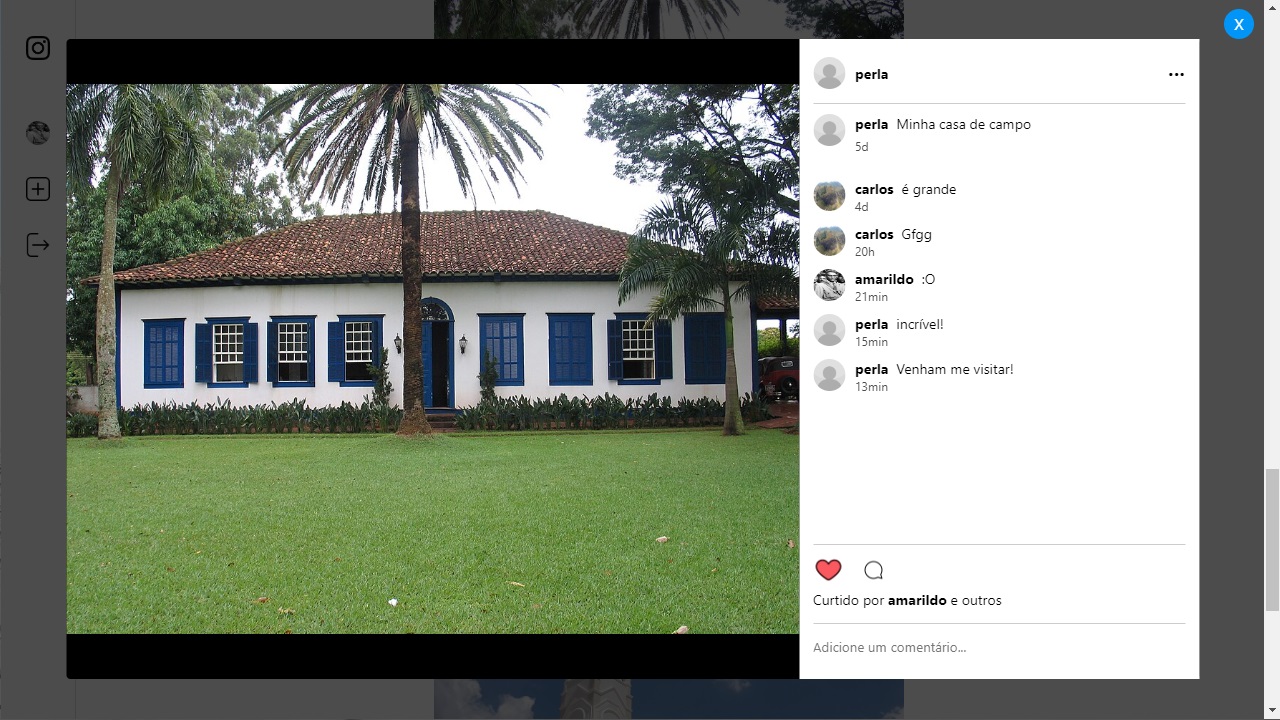 X
perla
perla Minha casa de campo
5d
carlos é grande
4d
carlos Gfgg
20h
amarildo :O
21min
perla incrível!
15min
perla Venham me visitar!
13min
Curtido por amarildo e outros
Adicione um comentário...